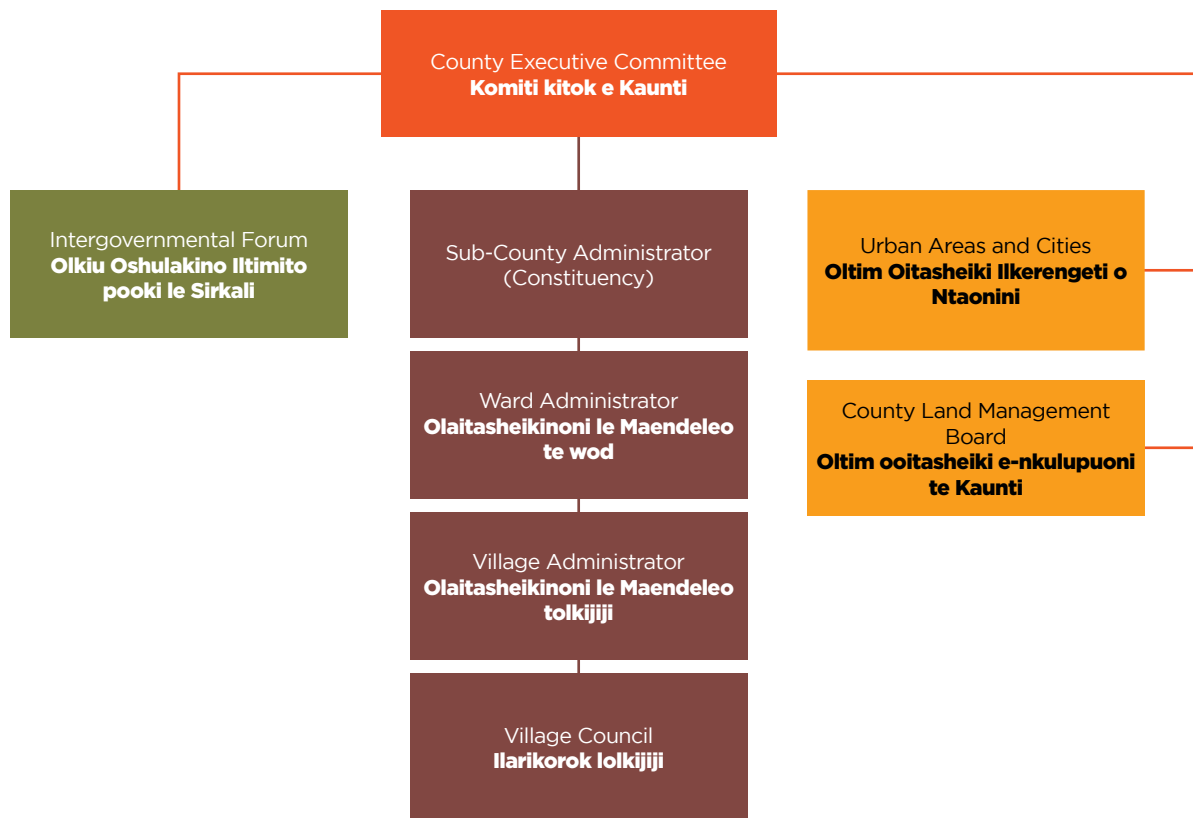 County Executive Committee
Komiti kitok e Kaunti
Intergovernmental Forum
Olkiu Oshulakino Iltimito
pooki le Sirkali
Sub-County Administrator
(Constituency)
Urban Areas and Cities
Oltim Oitasheiki Ilkerengeti o
Ntaonini
Ward Administrator
Olaitasheikinoni le Maendeleo
te wod
County Land Management
Board
Oltim ooitasheiki e-nkulupuoni
te Kaunti
Village Administrator
Olaitasheikinoni le Maendeleo
tolkijiji
Village Council
Ilarikorok lolkijiji